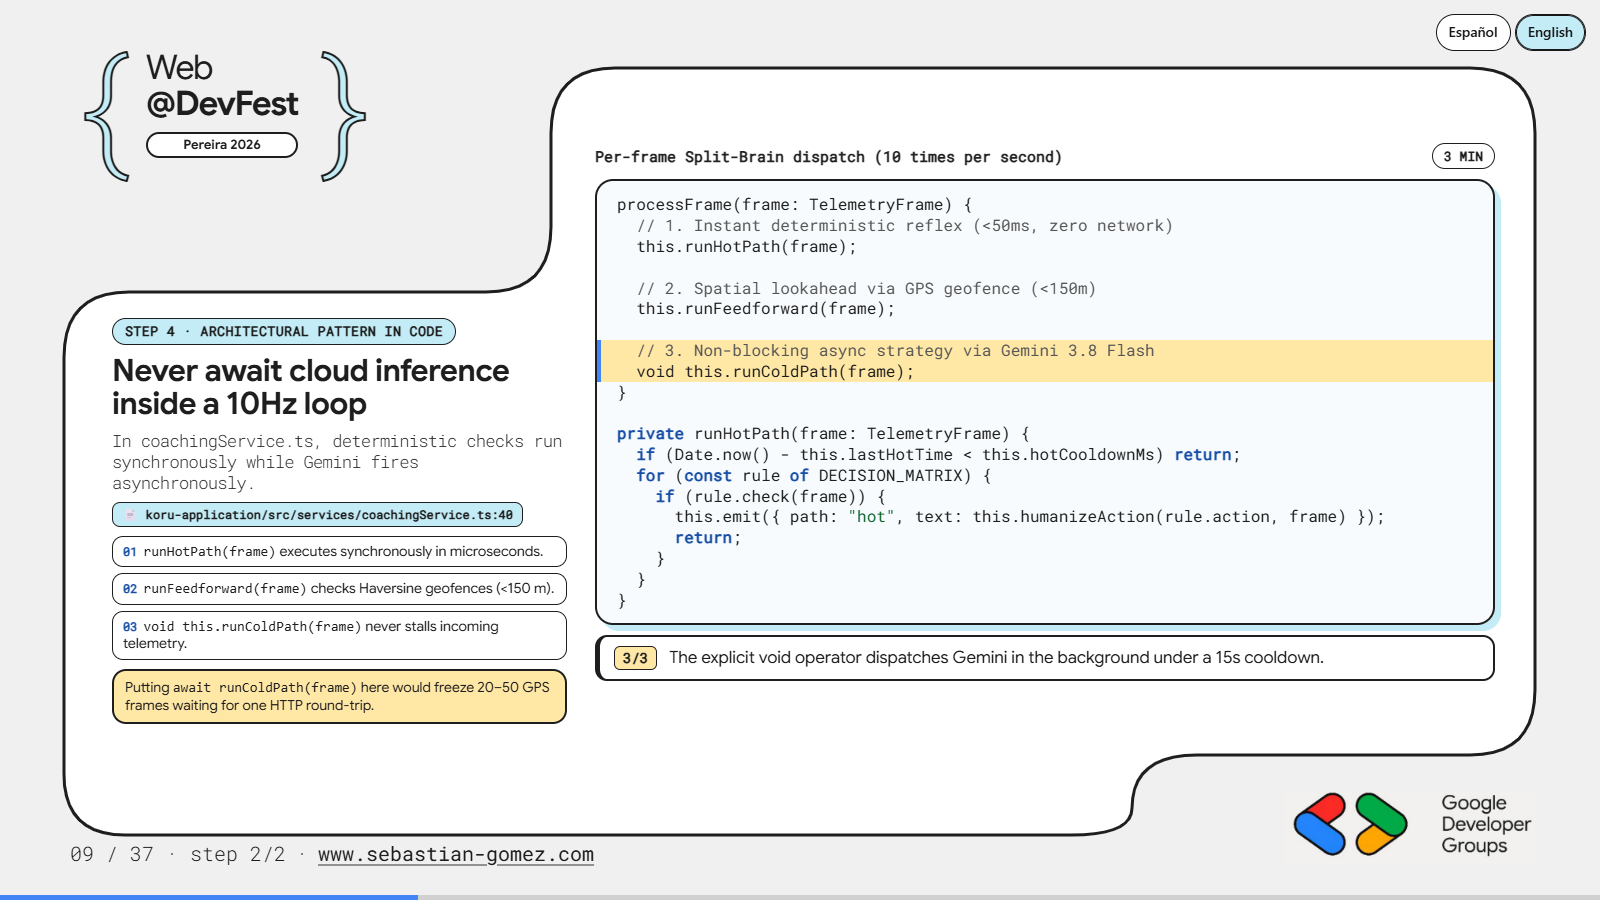 Español
English
Web
@DevFest
Pereira 2026
STEP 4 · ARCHITECTURAL PATTERN IN CODE
Never await cloud inference
inside a 10Hz loop
In coachingService.ts, deterministic checks run
synchronously while Gemini fires
asynchronously.
koru-application/src/services/coachingService.ts:40
01 runHotPath(frame) executes synchronously in microseconds.
02 runFeedforward(frame) checks Haversine geofences (<150 m).
03 void this.runColdPath(frame) never stalls incoming
telemetry.
Putting await runColdPath(frame) here would freeze 20–50 GPS
frames waiting for one HTTP round-trip.
Per-frame Split-Brain dispatch (10 times per second)
3 MIN
processFrame(frame: TelemetryFrame) {
  // 1. Instant deterministic reflex (<50ms, zero network)
  this.runHotPath(frame);
  // 2. Spatial lookahead via GPS geofence (<150m)
  this.runFeedforward(frame);
  // 3. Non-blocking async strategy via Gemini 3.8 Flash
  void this.runColdPath(frame);
}
private runHotPath(frame: TelemetryFrame) {
  if (Date.now() - this.lastHotTime < this.hotCooldownMs) return;
  for (const rule of DECISION_MATRIX) {
    if (rule.check(frame)) {
      this.emit({ path: "hot", text: this.humanizeAction(rule.action, frame) });
      return;
    }
  }
}
3/3 The explicit void operator dispatches Gemini in the background under a 15s cooldown.
09 / 37 · step 2/2 · www.sebastian-gomez.com
Google
Developer
Groups